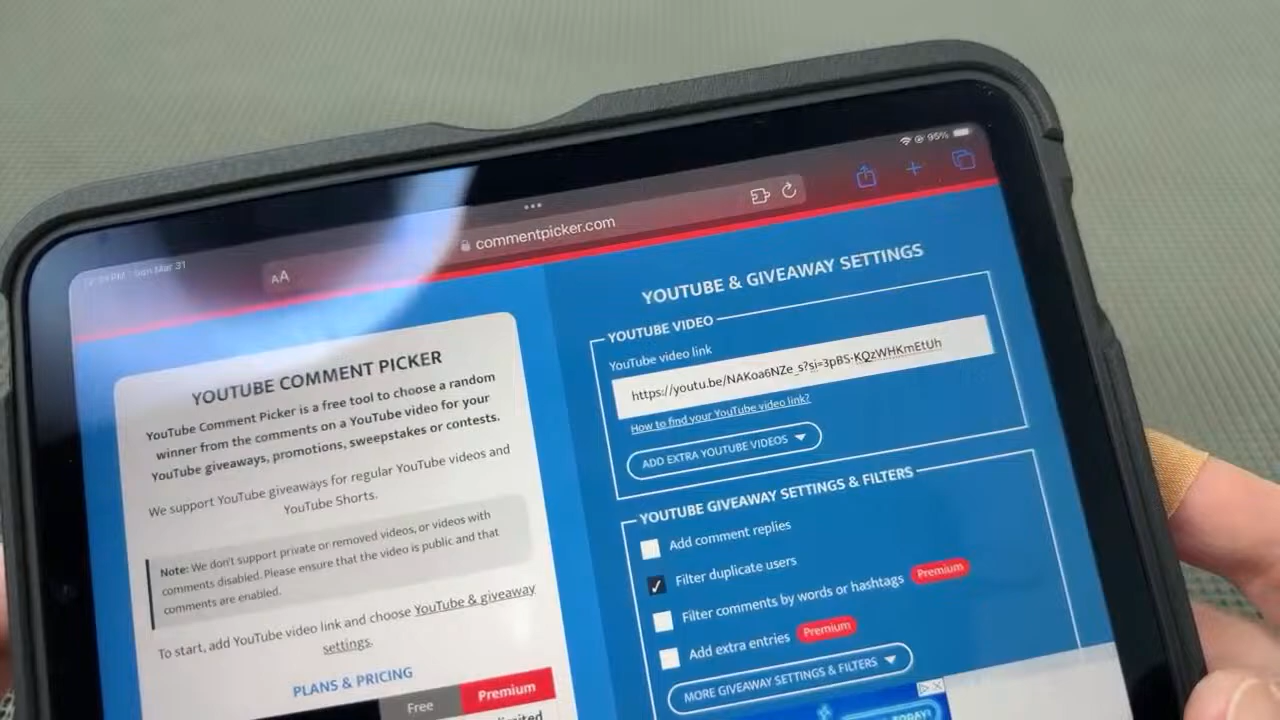 Sun Mar 31
95%
AA
commentpicker.com
YOUTUBE COMMENT PICKER
YouTube Comment Picker is a free tool to choose a random
winner from the comments on a YouTube video for your
YouTube giveaways, promotions, sweepstakes or contests.
We support YouTube giveaways for regular YouTube videos and
YouTube Shorts.
Note: We don't support private or removed videos, or videos with
comments disabled. Please ensure that the video is public and that
comments are enabled.
To start, add YouTube video link and choose YouTube & giveaway
settings.
PLANS & PRICING
Free
Premium
YOUTUBE & GIVEAWAY SETTINGS
YOUTUBE VIDEO
YouTube video link
https://youtu.be/NAKoa6NZe_s?si=3pBS-KQzWHKmEtUh
How to find your YouTube video link?
ADD EXTRA YOUTUBE VIDEOS
YOUTUBE GIVEAWAY SETTINGS & FILTERS
Add comment replies
Filter duplicate users
Filter comments by words or hashtags Premium
Add extra entries Premium
MORE GIVEAWAY SETTINGS & FILTERS